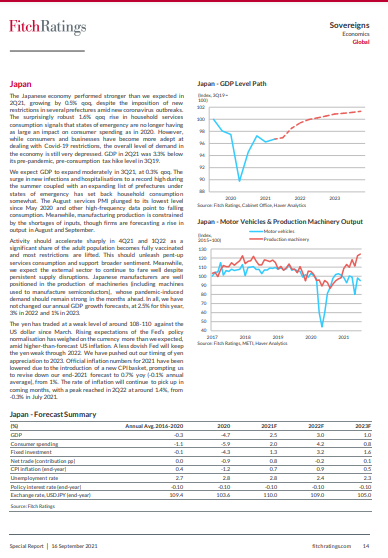 FitchRatings
Sovereigns
Economics
Global
Japan
The Japanese economy performed stronger than we expected in
2Q21, growing by 0.5% qoq, despite the imposition of new
restrictions in several prefectures amid new coronavirus outbreaks.
The surprisingly robust 1.6% qoq rise in household services
consumption signals that states of emergency are no longer having
as large an impact on consumer spending as in 2020. However,
while consumers and businesses have become more adept at
dealing with Covid-19 restrictions, the overall level of demand in
the economy is still very depressed. GDP in 2Q21 was 3.3% below
its pre-pandemic, pre-consumption tax hike level in 3Q19.
We expect GDP to expand moderately in 3Q21, at 0.3% qoq. The
surge in new infections and hospitalisations to a record high during
the summer coupled with an expanding list of prefectures under
states of emergency has set back household consumption
somewhat. The August services PMI plunged to its lowest level
since May 2020 and other high-frequency data point to falling
consumption. Meanwhile, manufacturing production is constrained
by the shortages of inputs, though firms are forecasting a rise in
output in August and September.
Activity should accelerate sharply in 4Q21 and 1Q22 as a
significant share of the adult population becomes fully vaccinated
and most restrictions are lifted. This should unleash pent-up
services consumption and support broader sentiment. Meanwhile,
we expect the external sector to continue to fare well despite
prevalent supply disruptions. Japanese manufacturers are well
positioned in the production of machineries (including machines
used to manufacture semiconductors), whose pandemic-induced
demand should remain strong in the months ahead. In all, we have
not changed our annual GDP growth forecasts, at 2.5% for this year,
3% in 2022 and 1% in 2023.
The yen has traded at a weak level of around 108-110 against the
US dollar since March. Rising expectations of the Fed's policy
normalisation has weighed on the currency more than we expected,
amid higher-than-forecast US inflation. A less dovish Fed will keep
the yen weak through 2022. We have pushed out our timing of yen
appreciation to 2023. Official inflation numbers for 2021 have been
lowered due to the introduction of a new CPI basket, prompting us
to revise down our end-2021 forecast to 0.7% yoy (-0.1% annual
average), from 1%. The rate of inflation will continue to pick up in
coming months, with a peak reached in 2Q22 at around 1.4%, from
-0.3% in July 2021.
Japan - GDP Level Path
(Index, 3Q19 =
100)
102
100
98
96
94
92
90
88
2020
2021
2022
2023
Source: Fitch Ratings, Cabinet Office, Haver Analytics
Japan - Motor Vehicles & Production Machinery Output
Motor vehicles
Production machinery
(Index,
2015=100)
130
120
110
100
90
80
70
60
50
40
2017
2018
2019
2020
2021
Source: Fitch Ratings, METI, Haver Analytics
Japan - Forecast Summary
(%) Annual Avg. 2016-2020 2020 2021F 2022F 2023F
GDP -0.3 -4.7 2.5 3.0 1.0
Consumer spending -1.1 -5.9 2.0 4.2 0.8
Fixed investment -0.1 -4.3 1.3 3.2 1.6
Net trade (contribution pp) 0.0 -0.9 0.8 -0.2 0.1
CPI inflation (end-year) 0.4 -1.2 0.7 0.9 0.5
Unemployment rate 2.7 2.8 2.8 2.4 2.3
Policy interest rate (end-year) -0.10 -0.10 -0.10 -0.10 -0.10
Exchange rate, USDJPY (end-year) 109.4 103.6 110.0 109.0 105.0
Source: Fitch Ratings
Special Report | 16 September 2021
fitchratings.com
14